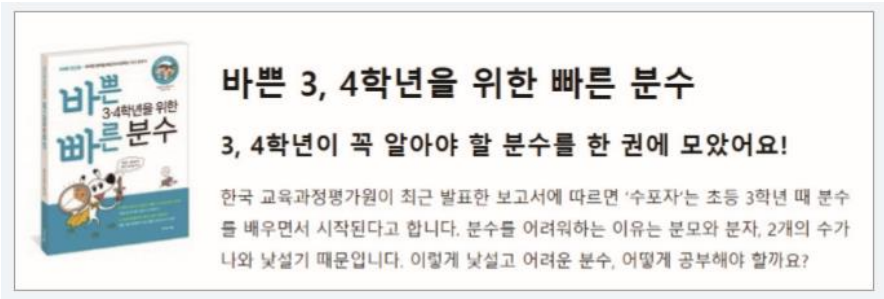 바쁜
3·4학년을 위한
빠른 분수
바쁜 3, 4학년을 위한 빠른 분수
3, 4학년이 꼭 알아야 할 분수를 한 권에 모았어요!
한국 교육과정평가원이 최근 발표한 보고서에 따르면 ‘수포자’는 초등 3학년 때 분수
를 배우면서 시작된다고 합니다. 분수를 어려워하는 이유는 분모와 분자, 2개의 수가
나와 낯설기 때문입니다. 이렇게 낯설고 어려운 분수, 어떻게 공부해야 할까요?